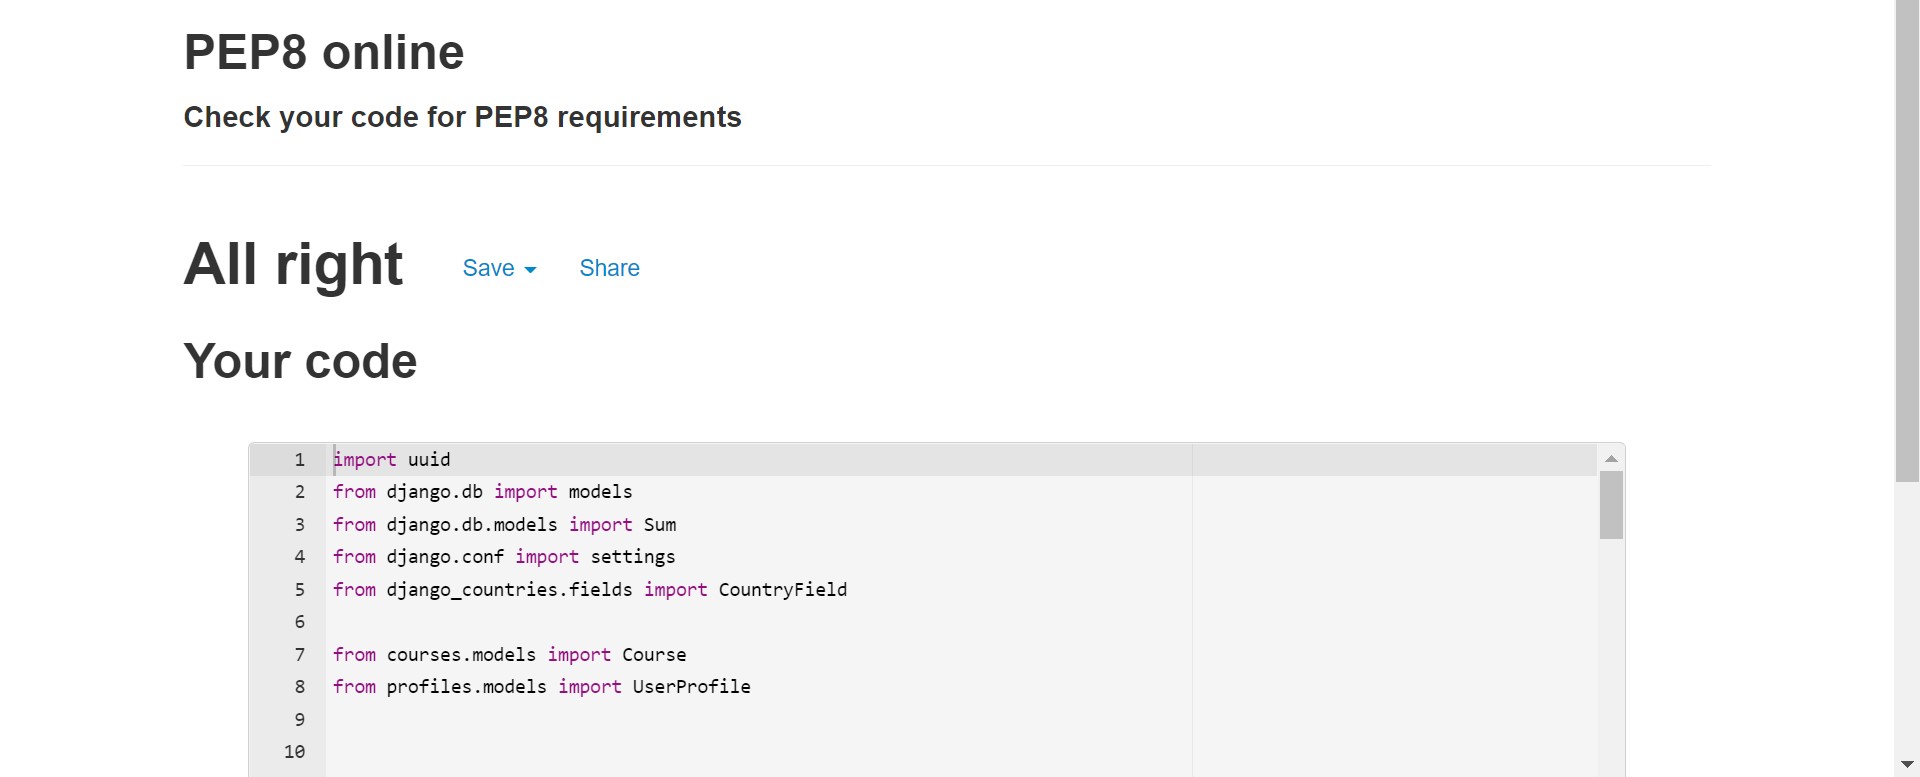 PEP8 online
Check your code for PEP8 requirements
All right Save Share
Your code
1 import uuid
2 from django.db import models
3 from django.db.models import Sum
4 from django.conf import settings
5 from django_countries.fields import CountryField
6
7 from courses.models import Course
8 from profiles.models import UserProfile
9
10